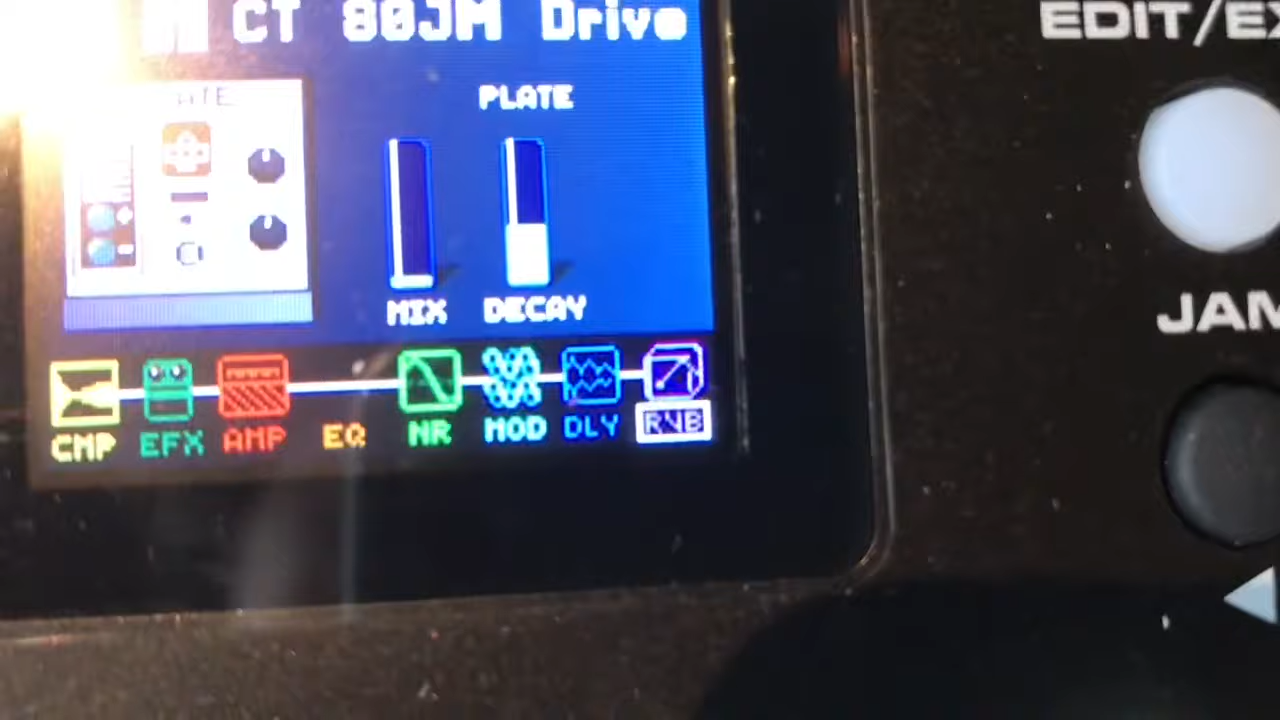 CT 80JM Drive
EDIT/EX
PLATE
MIX DECAY
JAM
CMP EFX AMP EQ NR MOD DLY RVB